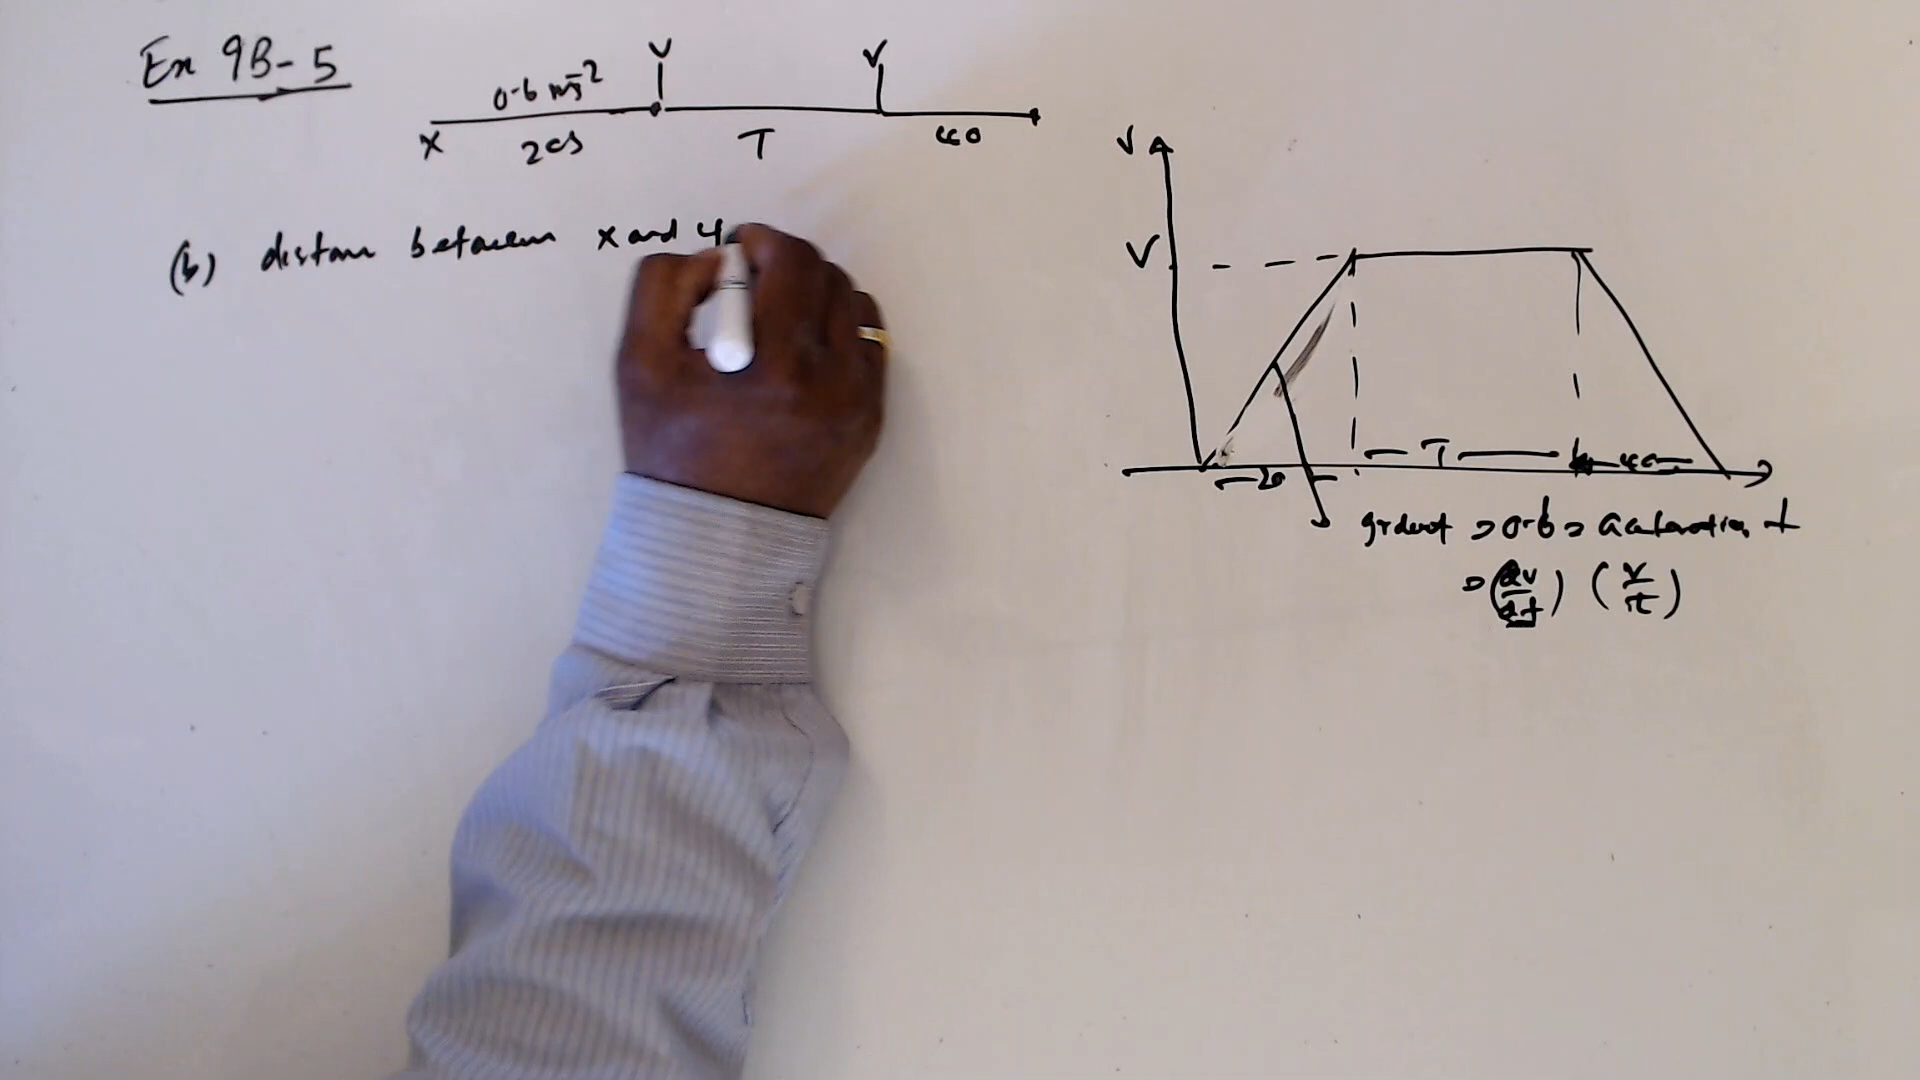 Ex 9B-5
V V
0.6 ms⁻²
X 20s T 40
(b) distance between x and y
V
V
20 T 40
gradient = 0.6 = acceleration t
= (dv/dt) (v/t)